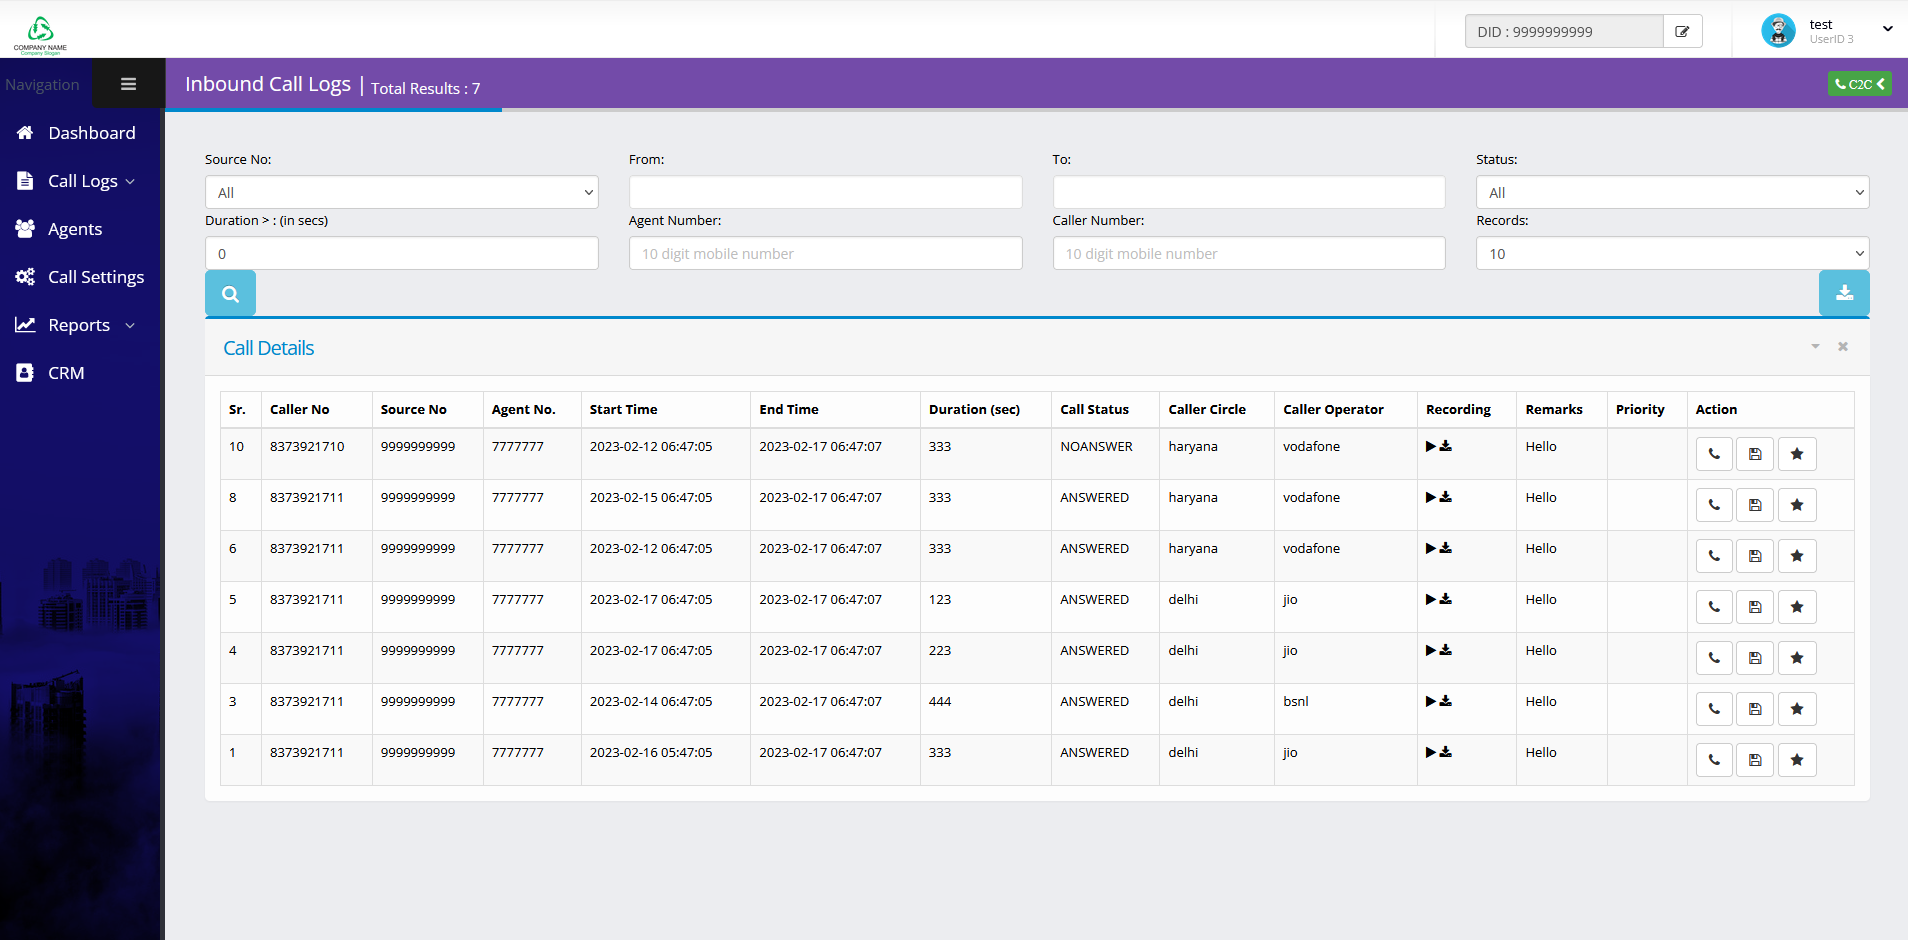 COMPANY NAME
Company Slogan
DID : 9999999999
test
UserID 3
Navigation
Inbound Call Logs | Total Results : 7
C2C
Dashboard
Call Logs
Agents
Call Settings
Reports
CRM
Source No: From: To: Status:
All All
Duration > : (in secs) Agent Number: Caller Number: Records:
0 10 digit mobile number 10 digit mobile number 10
Call Details
Sr. Caller No Source No Agent No. Start Time End Time Duration (sec) Call Status Caller Circle Caller Operator Recording Remarks Priority Action
10 8373921710 9999999999 7777777 2023-02-12 06:47:05 2023-02-17 06:47:07 333 NOANSWER haryana vodafone Hello
8 8373921711 9999999999 7777777 2023-02-15 06:47:05 2023-02-17 06:47:07 333 ANSWERED haryana vodafone Hello
6 8373921711 9999999999 7777777 2023-02-12 06:47:05 2023-02-17 06:47:07 333 ANSWERED haryana vodafone Hello
5 8373921711 9999999999 7777777 2023-02-17 06:47:05 2023-02-17 06:47:07 123 ANSWERED delhi jio Hello
4 8373921711 9999999999 7777777 2023-02-17 06:47:05 2023-02-17 06:47:07 223 ANSWERED delhi jio Hello
3 8373921711 9999999999 7777777 2023-02-14 06:47:05 2023-02-17 06:47:07 444 ANSWERED delhi bsnl Hello
1 8373921711 9999999999 7777777 2023-02-16 05:47:05 2023-02-17 06:47:07 333 ANSWERED delhi jio Hello